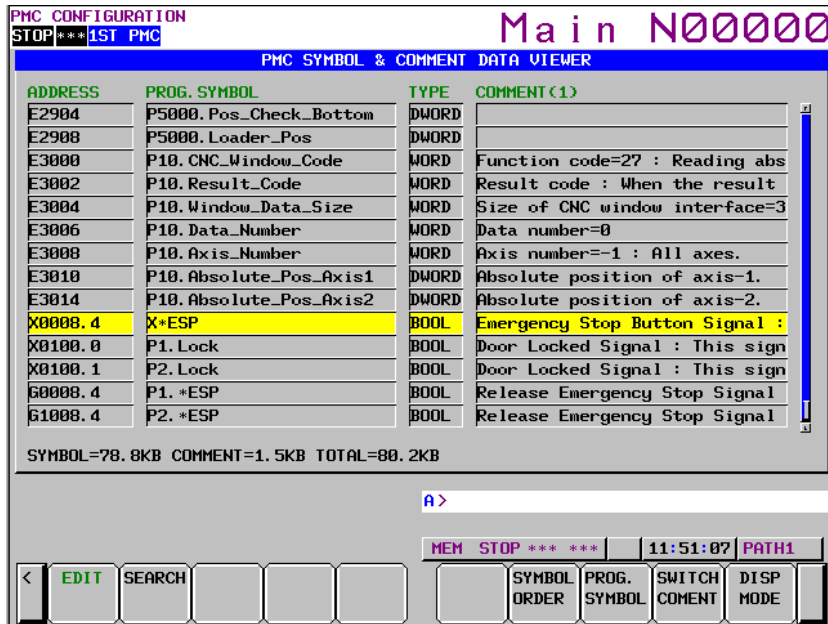 PMC CONFIGURATION
STOP***1ST PMC
Main N00000
PMC SYMBOL & COMMENT DATA VIEWER
ADDRESS PROG.SYMBOL TYPE COMMENT(1)
E2904 P5000.Pos_Check_Bottom DWORD
E2908 P5000.Loader_Pos DWORD
E3000 P10.CNC_Window_Code WORD Function code=27 : Reading abs
E3002 P10.Result_Code WORD Result code : When the result
E3004 P10.Window_Data_Size WORD Size of CNC window interface=3
E3006 P10.Data_Number WORD Data number=0
E3008 P10.Axis_Number WORD Axis number=-1 : All axes.
E3010 P10.Absolute_Pos_Axis1 DWORD Absolute position of axis-1.
E3014 P10.Absolute_Pos_Axis2 DWORD Absolute position of axis-2.
X0008.4 X*ESP BOOL Emergency Stop Button Signal :
X0100.0 P1.Lock BOOL Door Locked Signal : This sign
X0100.1 P2.Lock BOOL Door Locked Signal : This sign
G0008.4 P1.*ESP BOOL Release Emergency Stop Signal
G1008.4 P2.*ESP BOOL Release Emergency Stop Signal
SYMBOL=78.8KB COMMENT=1.5KB TOTAL=80.2KB
A>
MEM STOP *** *** 11:51:07 PATH1
< EDIT SEARCH SYMBOL PROG. SWITCH DISP
ORDER SYMBOL COMENT MODE